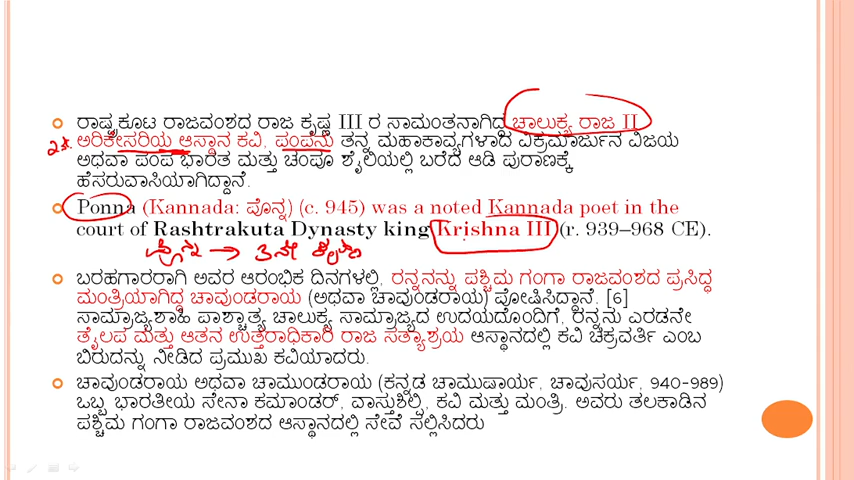 ರಾಷ್ಟ್ರಕೂಟ ರಾಜವಂಶದ ರಾಜ ಕೃಷ್ಣ III ರ ಸಾಮಂತನಾಗಿದ್ದ ಚಾಲುಕ್ಯ ರಾಜ II
ಅರಿಕೇಸರಿಯ ಆಸ್ಥಾನ ಕವಿ, ಪಂಪನು ತನ್ನ ಮಹಾಕಾವ್ಯಗಳಾದ ವಿಕ್ರಮಾರ್ಜುನ ವಿಜಯ
ಅಥವಾ ಪಂಪ ಭಾರತ ಮತ್ತು ಚಂಪೂ ಶೈಲಿಯಲ್ಲಿ ಬರೆದ ಆಡಿ ಪುರಾಣಕ್ಕೆ
ಹೆಸರುವಾಸಿಯಾಗಿದ್ದಾನೆ.
Ponna (Kannada: ಪೊನ್ನ) (c. 945) was a noted Kannada poet in the
court of Rashtrakuta Dynasty king Krishna III (r. 939–968 CE).
ಪೊನ್ನ → 3ನೇ ಕೃಷ್ಣ
ಬರಹಗಾರರಾಗಿ ಅವರ ಆರಂಭಿಕ ದಿನಗಳಲ್ಲಿ, ರನ್ನನನ್ನು ಪಶ್ಚಿಮ ಗಂಗಾ ರಾಜವಂಶದ ಪ್ರಸಿದ್ಧ
ಮಂತ್ರಿಯಾಗಿದ್ದ ಚಾವುಂಡರಾಯ (ಅಥವಾ ಚಾವುಂಡರಾಯ) ಪೋಷಿಸಿದ್ದಾನೆ. [6]
ಸಾಮ್ರಾಜ್ಯಶಾಹಿ ಪಾಶ್ಚಾತ್ಯ ಚಾಲುಕ್ಯ ಸಾಮ್ರಾಜ್ಯದ ಉದಯದೊಂದಿಗೆ, ರನ್ನನು ಎರಡನೇ
ತೈಲಪ ಮತ್ತು ಆತನ ಉತ್ತರಾಧಿಕಾರಿ ರಾಜ ಸತ್ಯಾಶ್ರಯ ಆಸ್ಥಾನದಲ್ಲಿ ಕವಿ ಚಕ್ರವರ್ತಿ ಎಂಬ
ಬಿರುದನ್ನು ನೀಡಿದ ಪ್ರಮುಖ ಕವಿಯಾದರು.
ಚಾವುಂಡರಾಯ ಅಥವಾ ಚಾಮುಂಡರಾಯ (ಕನ್ನಡ ಚಾಮುಷಾರ್ಯ, ಚಾವುಸರ್ಯ, 940-989)
ಒಬ್ಬ ಭಾರತೀಯ ಸೇನಾ ಕಮಾಂಡರ್, ವಾಸ್ತುಶಿಲ್ಪಿ, ಕವಿ ಮತ್ತು ಮಂತ್ರಿ. ಅವರು ತಲಕಾಡಿನ
ಪಶ್ಚಿಮ ಗಂಗಾ ರಾಜವಂಶದ ಆಸ್ಥಾನದಲ್ಲಿ ಸೇವೆ ಸಲ್ಲಿಸಿದರು